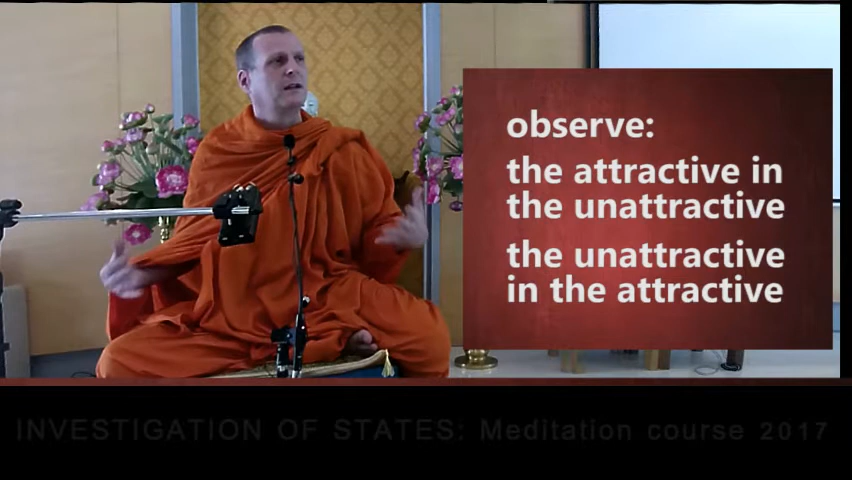 observe:
the attractive in
the unattractive
the unattractive
in the attractive
INVESTIGATION OF STATES: Meditation course 2017